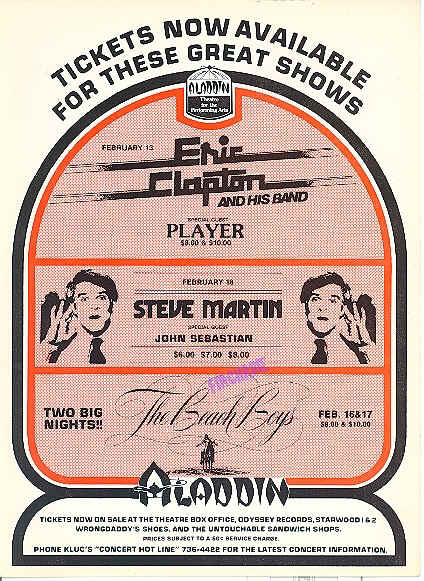 TICKETS NOW AVAILABLE
FOR THESE GREAT SHOWS
ALADDIN
Theatre
for the
Performing Arts
FEBRUARY 13
Eric
Clapton
AND HIS BAND
SPECIAL GUEST
PLAYER
$9.00 & $10.00
FEBRUARY 18
STEVE MARTIN
SPECIAL GUEST
JOHN SEBASTIAN
$6.00 $7.00 $8.00
TWO BIG
NIGHTS!!
The Beach Boys
FEB. 16&17
$8.00 & $10.00
ALADDIN
TICKETS NOW ON SALE AT THE THEATRE BOX OFFICE, ODYSSEY RECORDS, STARWOOD 1 & 2
WRONGDADDY'S SHOES, AND THE UNTOUCHABLE SANDWICH SHOPS.
PRICES SUBJECT TO A 50¢ SERVICE CHARGE.
PHONE KLUC'S "CONCERT HOT LINE" 736-4422 FOR THE LATEST CONCERT INFORMATION.